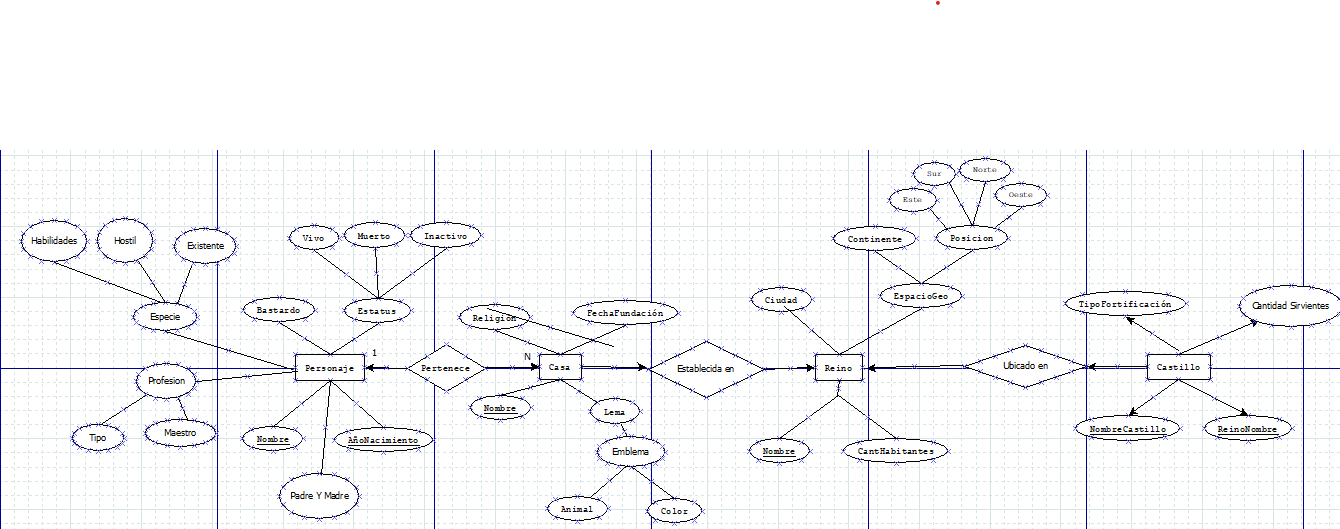 Norte
Sur
Oeste
Este
Habilidades
Hostil
Existente
Vivo
Muerto
Inactivo
Continente
Posicion
Especie
Bastardo
Estatus
Religion
FechaFundación
Ciudad
EspacioGeo
TipoFortificación
Cantidad Sirvientes
1
N
Personaje
Pertenece
Casa
Establecida en
Reino
Ubicado en
Castillo
Profesion
Nombre
Lema
Tipo
Maestro
Nombre
AñoNacimiento
Emblema
Nombre
CantHabitantes
NombreCastillo
ReinoNombre
Padre Y Madre
Animal
Color